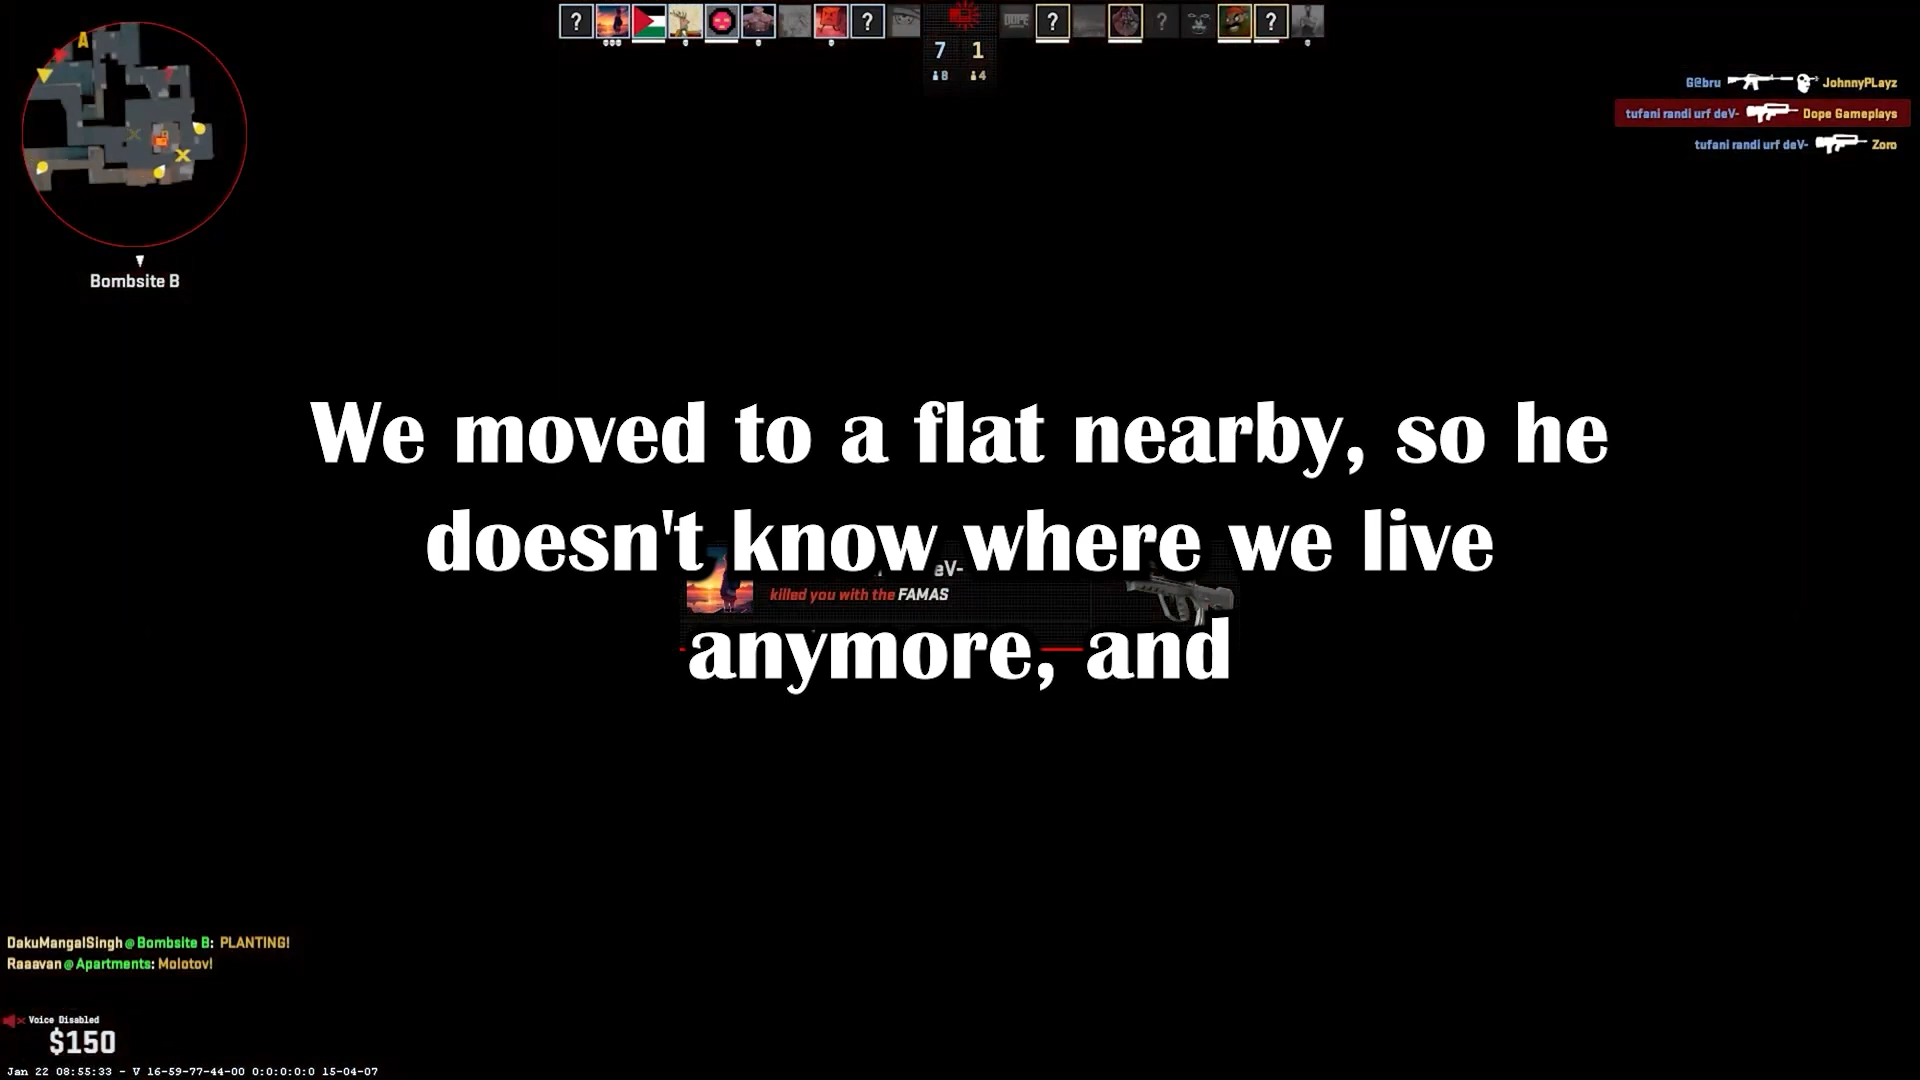 A
7 1
8 4
DOPE
G@bru JohnnyPLayz
tufani randi urf deV- Dope Gameplays
tufani randi urf deV- Zoro
Bombsite B
We moved to a flat nearby, so he
doesn't know where we live
eV-
killed you with the FAMAS
anymore, and
DakuMangalSingh @ Bombsite B: PLANTING!
Raaavan @ Apartments: Molotov!
Voice Disabled
$150
Jan 22 08:55:33 - V 16-59-77-44-00 0:0:0:0:0 15-04-07